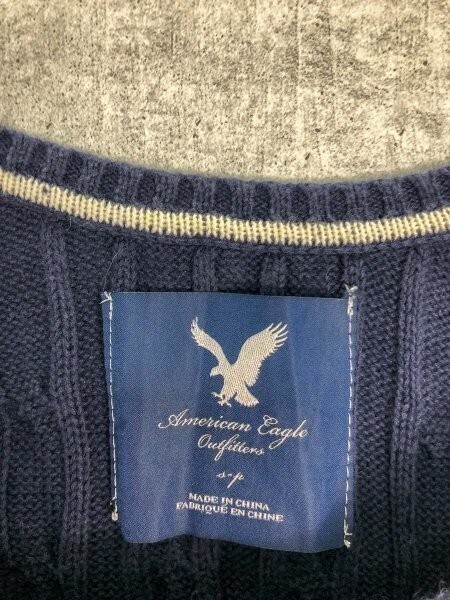 American Eagle
Outfitters
s-p
MADE IN CHINA
FABRIQUÉ EN CHINE